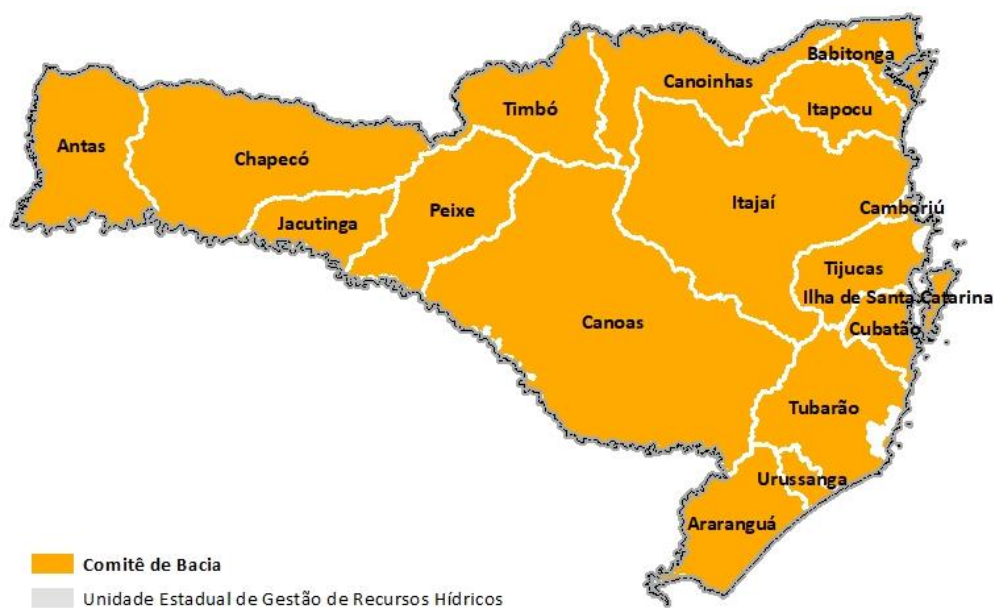 Babitonga
Canoinhas
Timbó
Itapocu
Antas
Chapecó
Itajaí
Peixe
Camboriú
Jacutinga
Tijucas
Ilha de Santa Catarina
Canoas
Cubatão
Tubarão
Urussanga
Araranguá
Comitê de Bacia
Unidade Estadual de Gestão de Recursos Hídricos